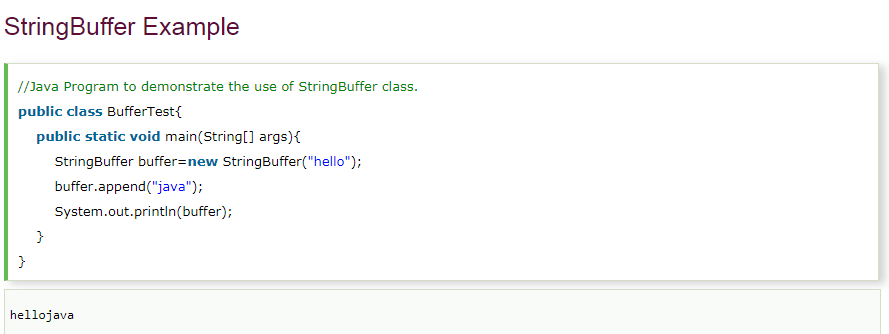 StringBuffer Example
//Java Program to demonstrate the use of StringBuffer class.
public class BufferTest{
    public static void main(String[] args){
        StringBuffer buffer=new StringBuffer("hello");
        buffer.append("java");
        System.out.println(buffer);
    }
}
hellojava